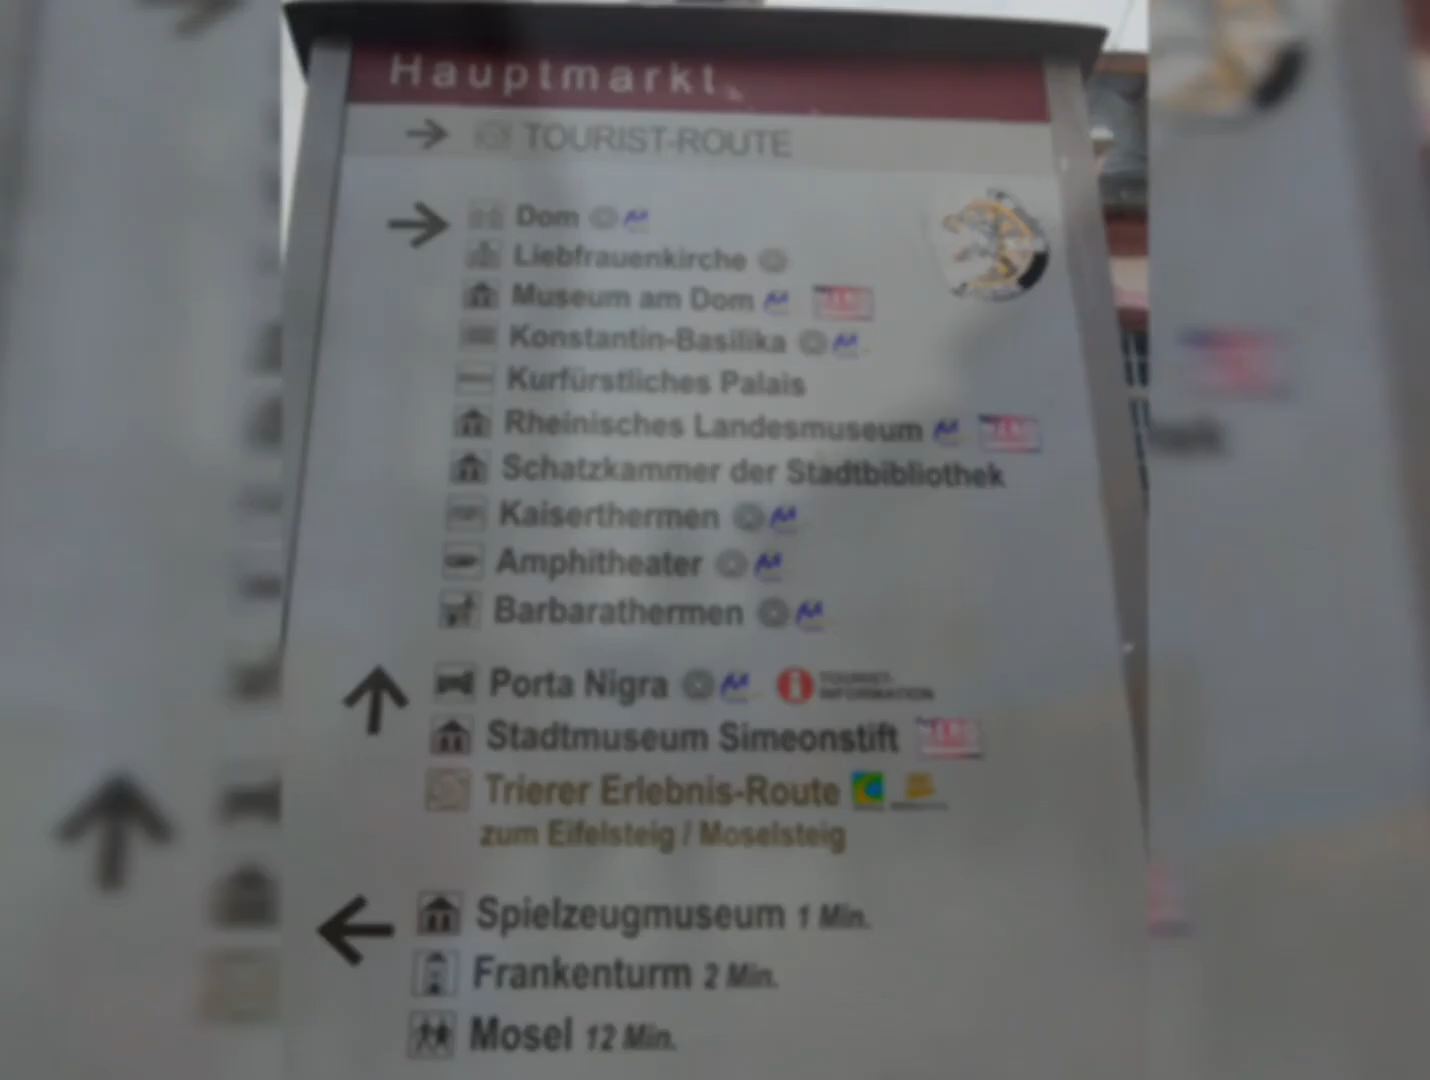 Hauptmarkt
TOURIST-ROUTE
Dom
Liebfrauenkirche
Museum am Dom
Konstantin-Basilika
Kurfürstliches Palais
Rheinisches Landesmuseum
Schatzkammer der Stadtbibliothek
Kaiserthermen
Amphitheater
Barbarathermen
Porta Nigra TOURIST-
INFORMATION
Stadtmuseum Simeonstift
Trierer Erlebnis-Route
zum Eifelsteig / Moselsteig
Spielzeugmuseum 1 Min.
Frankenturm 2 Min.
Mosel 12 Min.